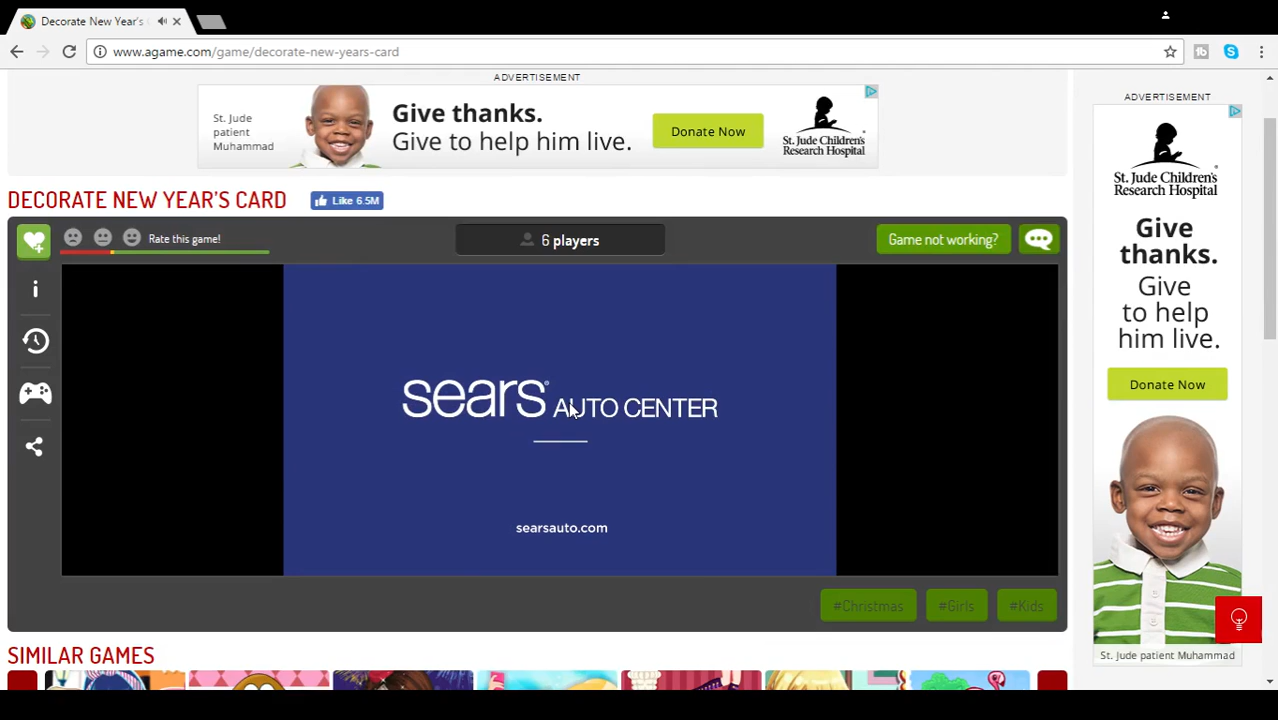 Decorate New Year's
www.agame.com/game/decorate-new-years-card
ADVERTISEMENT
St. Jude
patient
Muhammad
Give thanks.
Give to help him live.
Donate Now
St. Jude Children's
Research Hospital
ADVERTISEMENT
St. Jude Children's
Research Hospital
Give
thanks.
Give
to help
him live.
Donate Now
St. Jude patient Muhammad
DECORATE NEW YEAR'S CARD
Like 6.5M
Rate this game!
6 players
Game not working?
sears® AUTO CENTER
searsauto.com
#Christmas #Girls #Kids
SIMILAR GAMES